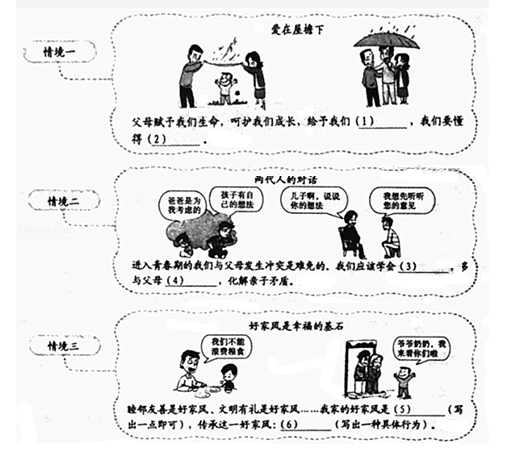 情境一
爱在屋檐下
父母赋予我们生命，呵护我们成长，给予我们（1）________，我们要懂
得（2）________。
情境二
两代人的对话
爸爸是为
我考虑的
孩子有自
己的想法
儿子啊，说说
你的想法
我想先听听
您的意见
进入青春期的我们与父母发生冲突是难免的。我们应该学会（3）________，多
与父母（4）________，化解亲子矛盾。
情境三
好家风是幸福的基石
我们不能
浪费粮食
爷爷奶奶，我
来看你们啦
睦邻友善是好家风、文明有礼是好家风……我家的好家风是（5）________（写
出一点即可），传承这一好家风：（6）________（写出一种具体行为）。